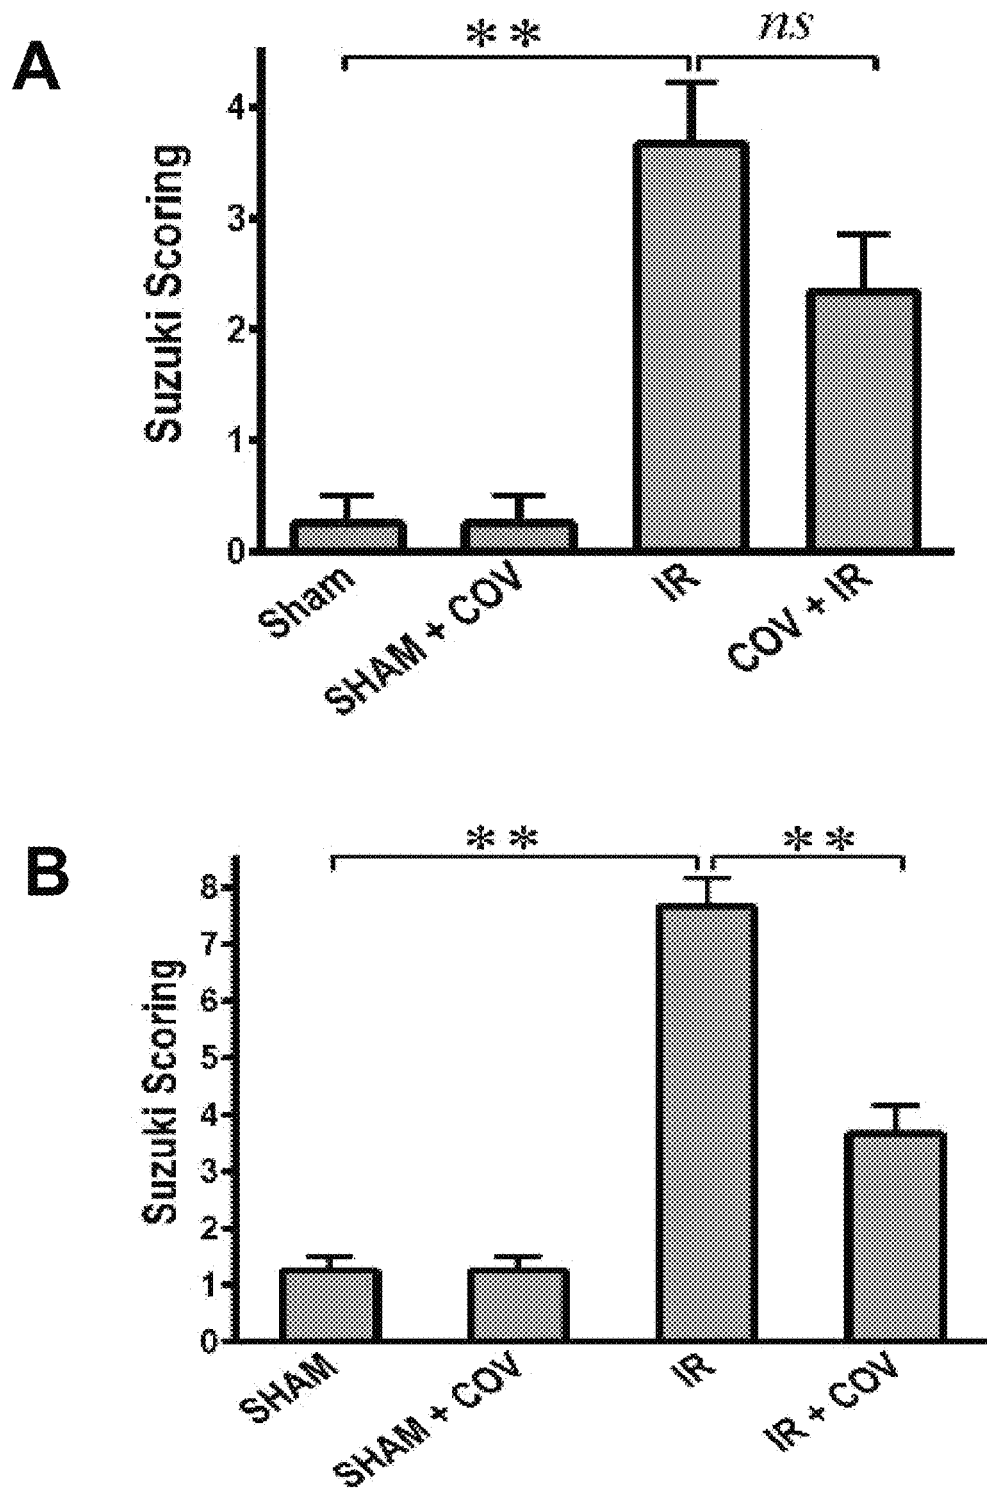 A
** ns
Suzuki Scoring
4
3
2
1
0
Sham SHAM + COV IR COV + IR
B
** **
Suzuki Scoring
8
7
6
5
4
3
2
1
0
SHAM SHAM + COV IR IR + COV